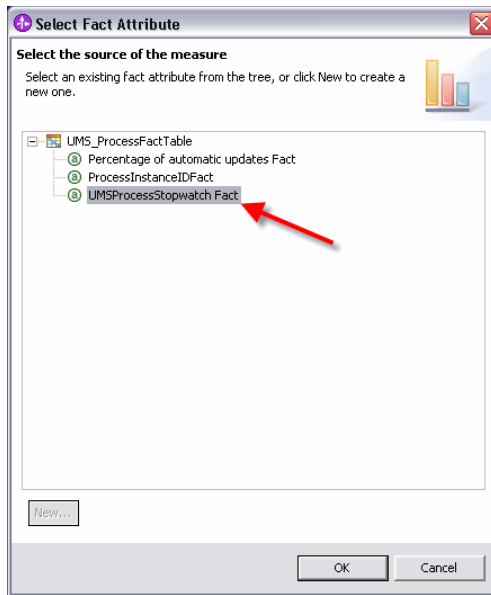 Select Fact Attribute
Select the source of the measure
Select an existing fact attribute from the tree, or click New to create a
new one.
UMS_ProcessFactTable
Percentage of automatic updates Fact
ProcessInstanceIDFact
UMSProcessStopwatch Fact
New...
OK Cancel